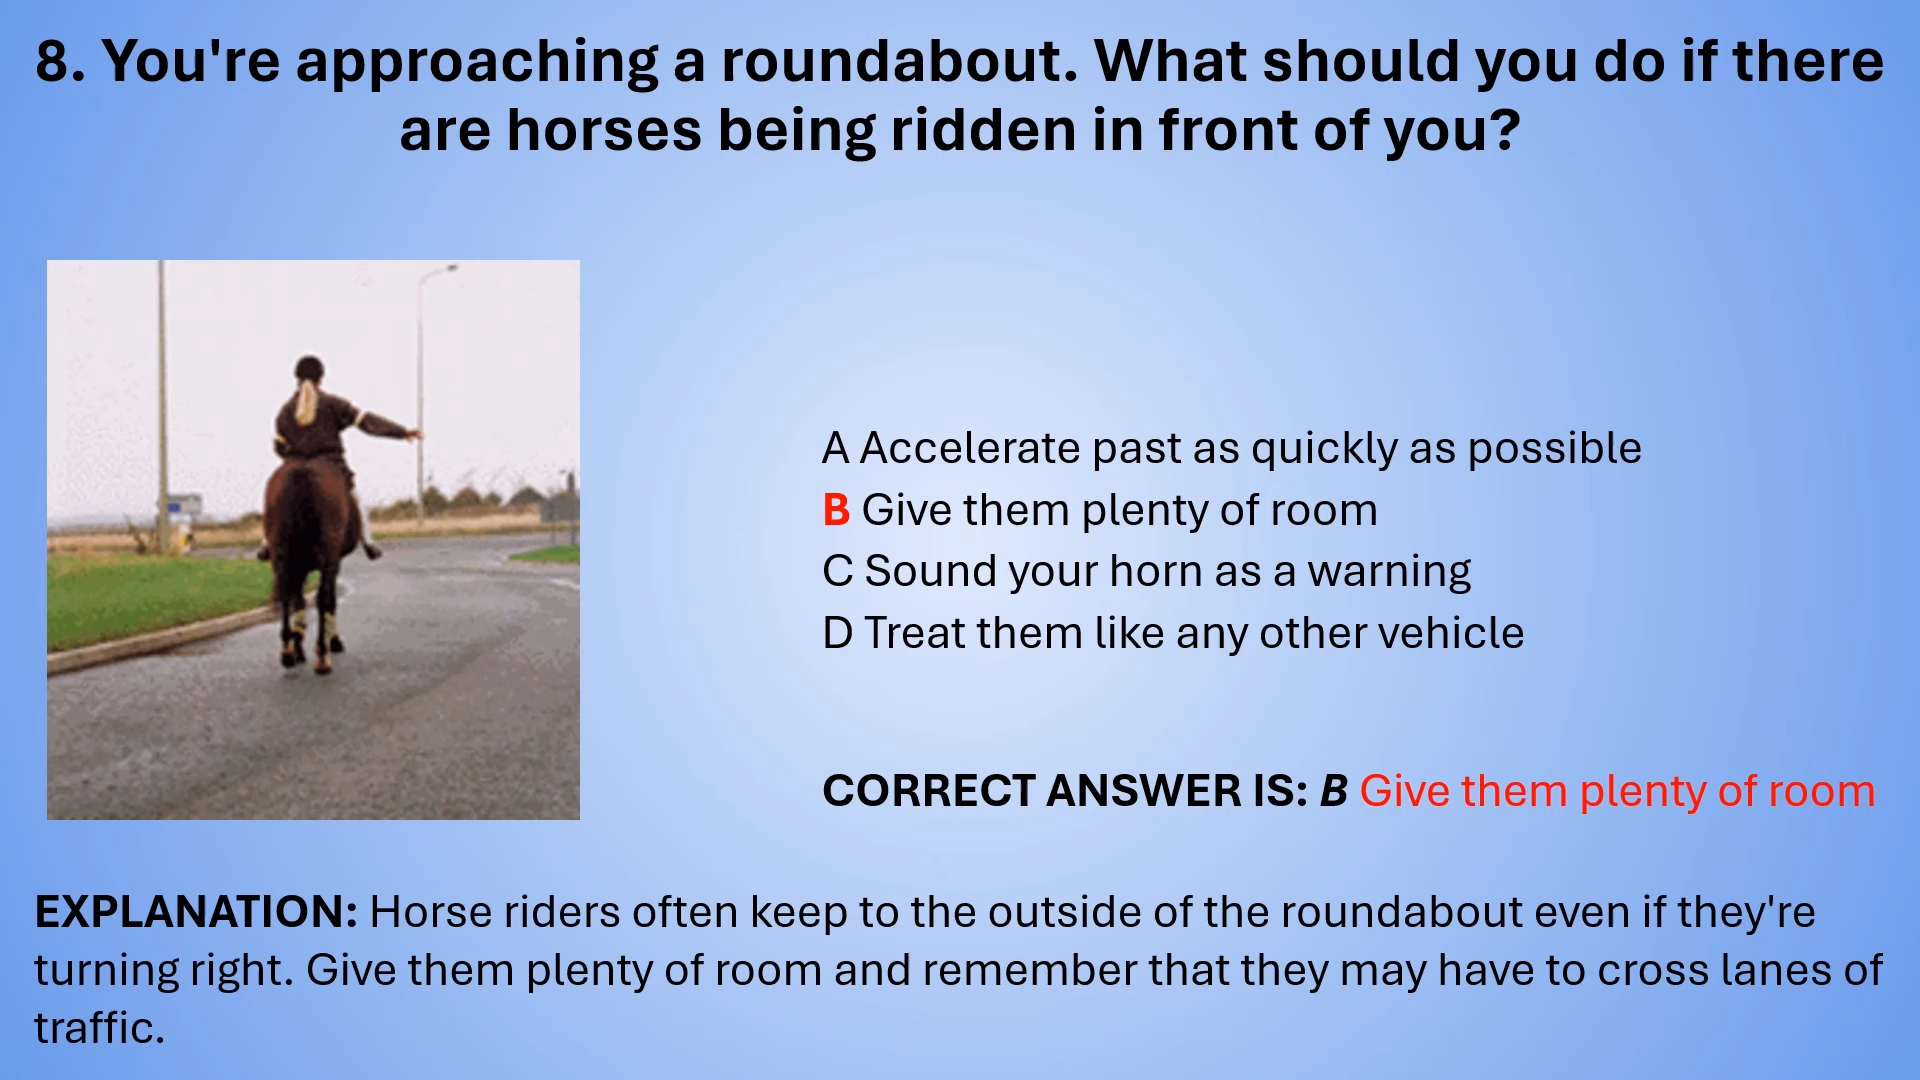 8. You're approaching a roundabout. What should you do if there
are horses being ridden in front of you?
A Accelerate past as quickly as possible
B Give them plenty of room
C Sound your horn as a warning
D Treat them like any other vehicle
CORRECT ANSWER IS: B Give them plenty of room
EXPLANATION: Horse riders often keep to the outside of the roundabout even if they're
turning right. Give them plenty of room and remember that they may have to cross lanes of
traffic.